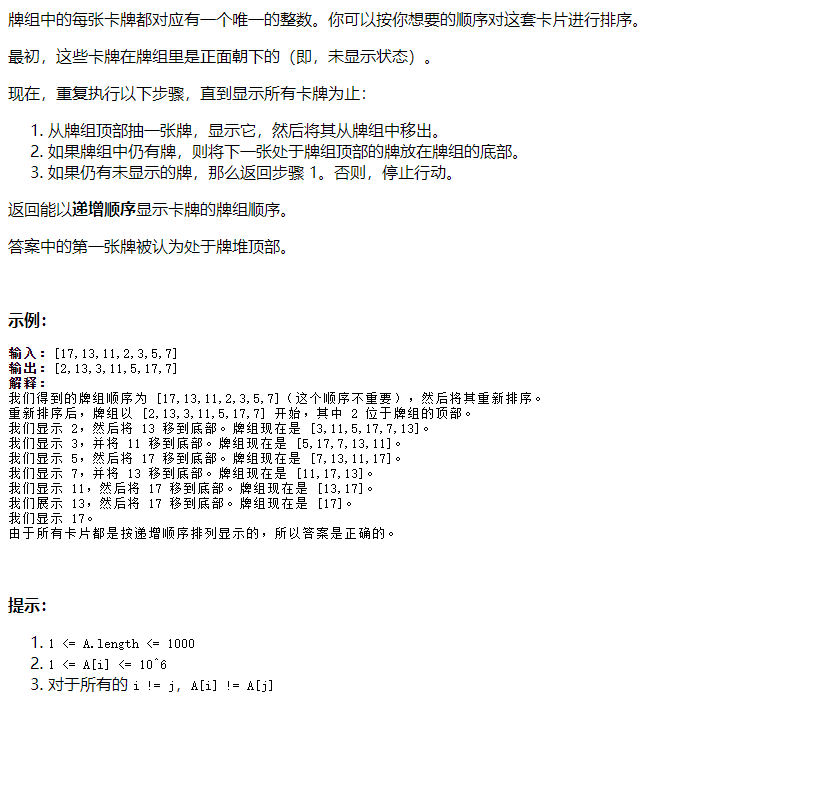 牌组中的每张卡牌都对应有一个唯一的整数。你可以按你想要的顺序对这套卡片进行排序。
最初，这些卡牌在牌组里是正面朝下的（即，未显示状态）。
现在，重复执行以下步骤，直到显示所有卡牌为止：
1. 从牌组顶部抽一张牌，显示它，然后将其从牌组中移出。
2. 如果牌组中仍有牌，则将下一张处于牌组顶部的牌放在牌组的底部。
3. 如果仍有未显示的牌，那么返回步骤 1。否则，停止行动。
返回能以递增顺序显示卡牌的牌组顺序。
答案中的第一张牌被认为处于牌堆顶部。
示例：
输入：[17,13,11,2,3,5,7]
输出：[2,13,3,11,5,17,7]
解释：
我们得到的牌组顺序为 [17,13,11,2,3,5,7]（这个顺序不重要），然后将其重新排序。
重新排序后，牌组以 [2,13,3,11,5,17,7] 开始，其中 2 位于牌组的顶部。
我们显示 2，然后将 13 移到底部。牌组现在是 [3,11,5,17,7,13]。
我们显示 3，并将 11 移到底部。牌组现在是 [5,17,7,13,11]。
我们显示 5，然后将 17 移到底部。牌组现在是 [7,13,11,17]。
我们显示 7，并将 13 移到底部。牌组现在是 [11,17,13]。
我们显示 11，然后将 17 移到底部。牌组现在是 [13,17]。
我们展示 13，然后将 17 移到底部。牌组现在是 [17]。
我们显示 17。
由于所有卡片都是按递增顺序排列显示的，所以答案是正确的。
提示：
1. 1 <= A.length <= 1000
2. 1 <= A[i] <= 10^6
3. 对于所有的 i != j, A[i] != A[j]